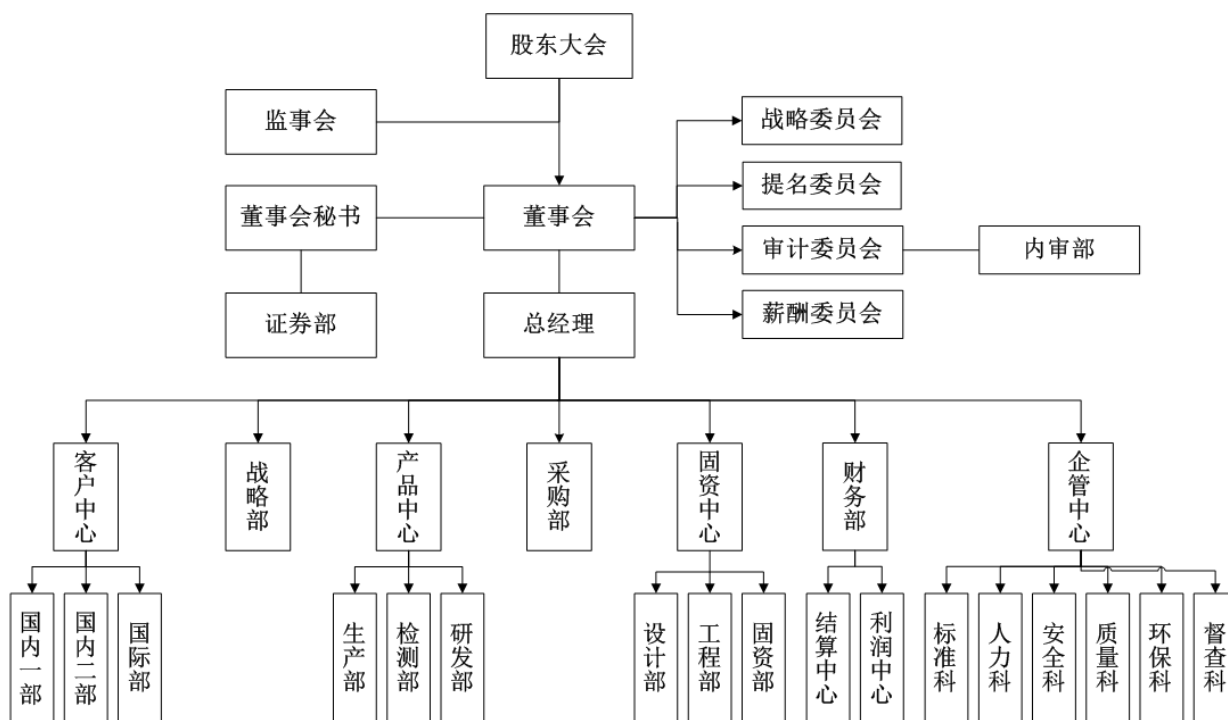 股东大会
监事会
战略委员会
提名委员会
董事会秘书
董事会
审计委员会
内审部
证券部
总经理
薪酬委员会
客户中心
战略部
产品中心
采购部
固资中心
财务部
企管中心
国内一部
国内二部
国际部
生产部
检测部
研发部
设计部
工程部
固资部
结算中心
利润中心
标准科
人力科
安全科
质量科
环保科
督查科